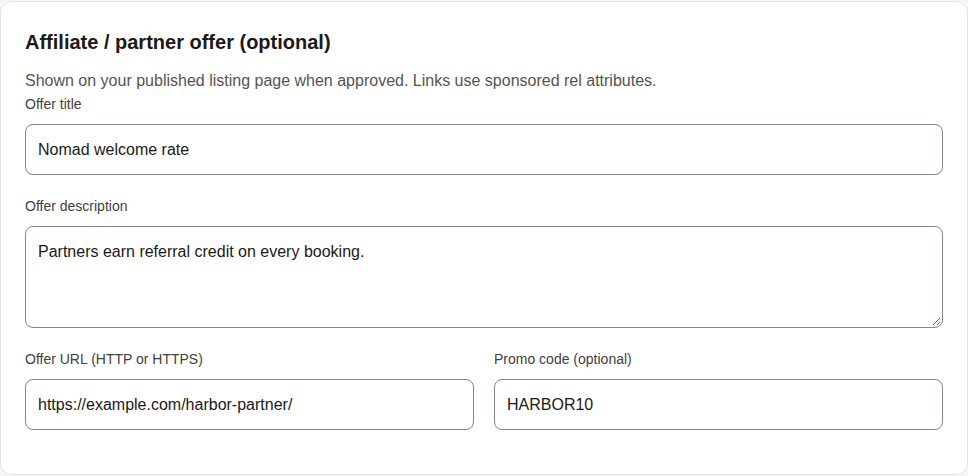 Affiliate / partner offer (optional)
Shown on your published listing page when approved. Links use sponsored rel attributes.
Offer title
Nomad welcome rate
Offer description
Partners earn referral credit on every booking.
Offer URL (HTTP or HTTPS)
Promo code (optional)
https://example.com/harbor-partner/
HARBOR10